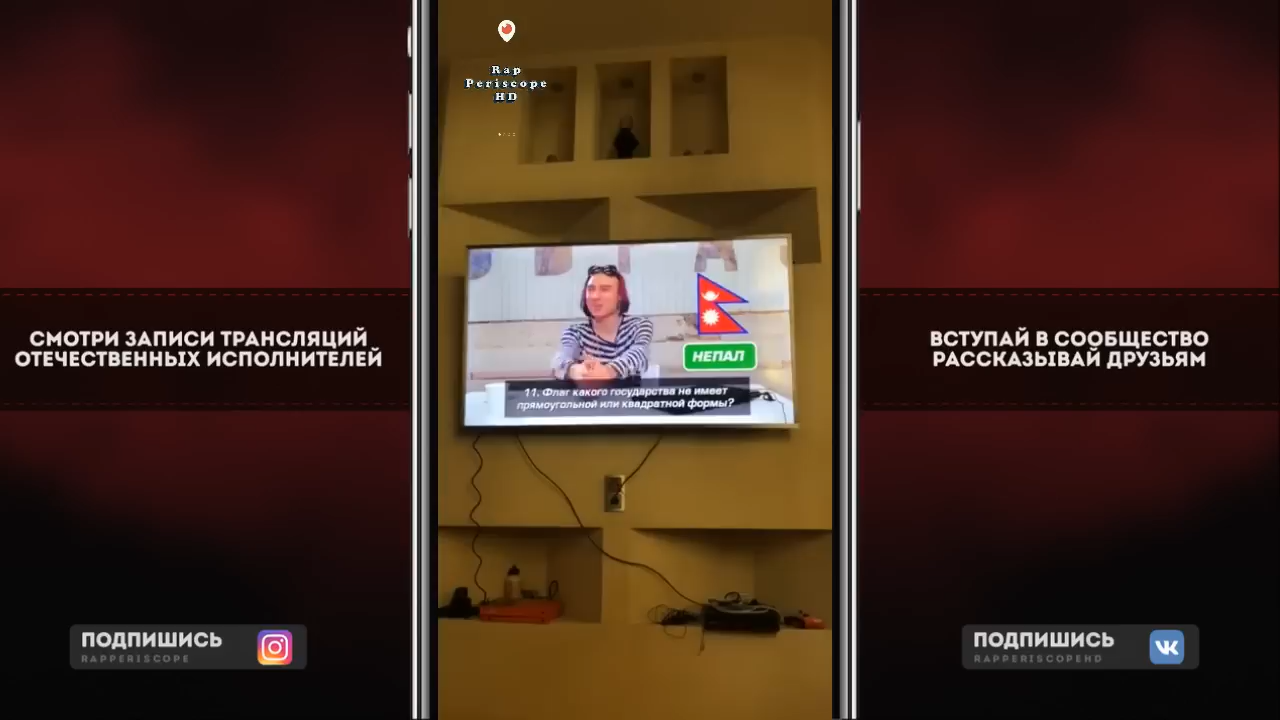 Rap
Periscope
HD
СМОТРИ ЗАПИСИ ТРАНСЛЯЦИЙ
ОТЕЧЕСТВЕННЫХ ИСПОЛНИТЕЛЕЙ
ВСТУПАЙ В СООБЩЕСТВО
РАССКАЗЫВАЙ ДРУЗЬЯМ
НЕПАЛ
11. Флаг какого государства не имеет
прямоугольной или квадратной формы?
ПОДПИШИСЬ
RAPPERISCOPE
ПОДПИШИСЬ
RAPPERISCOPEHD